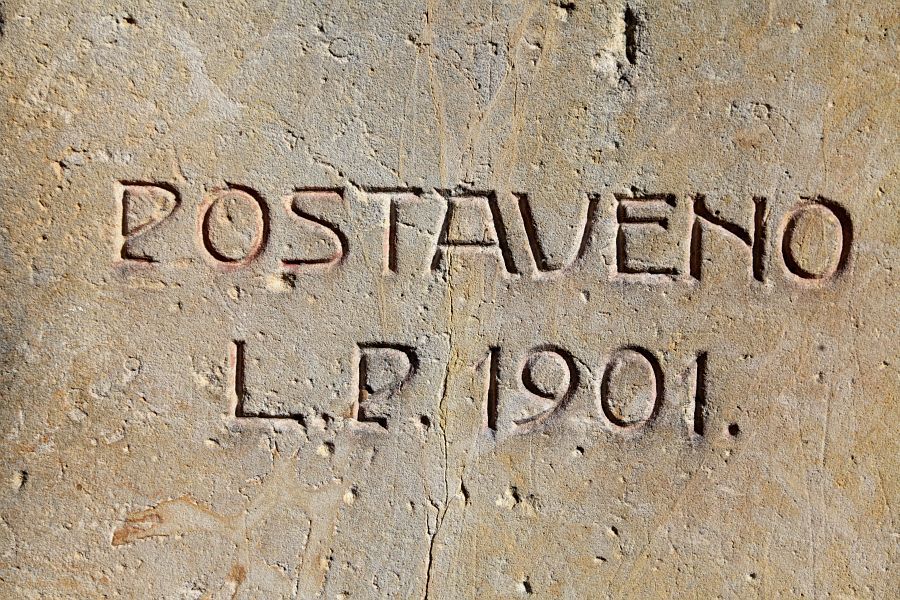 POSTAVENO
L.P. 1901.